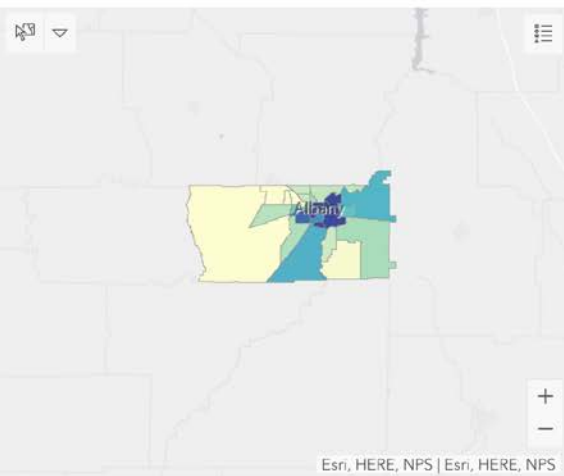 Albany
+
−
Esri, HERE, NPS | Esri, HERE, NPS